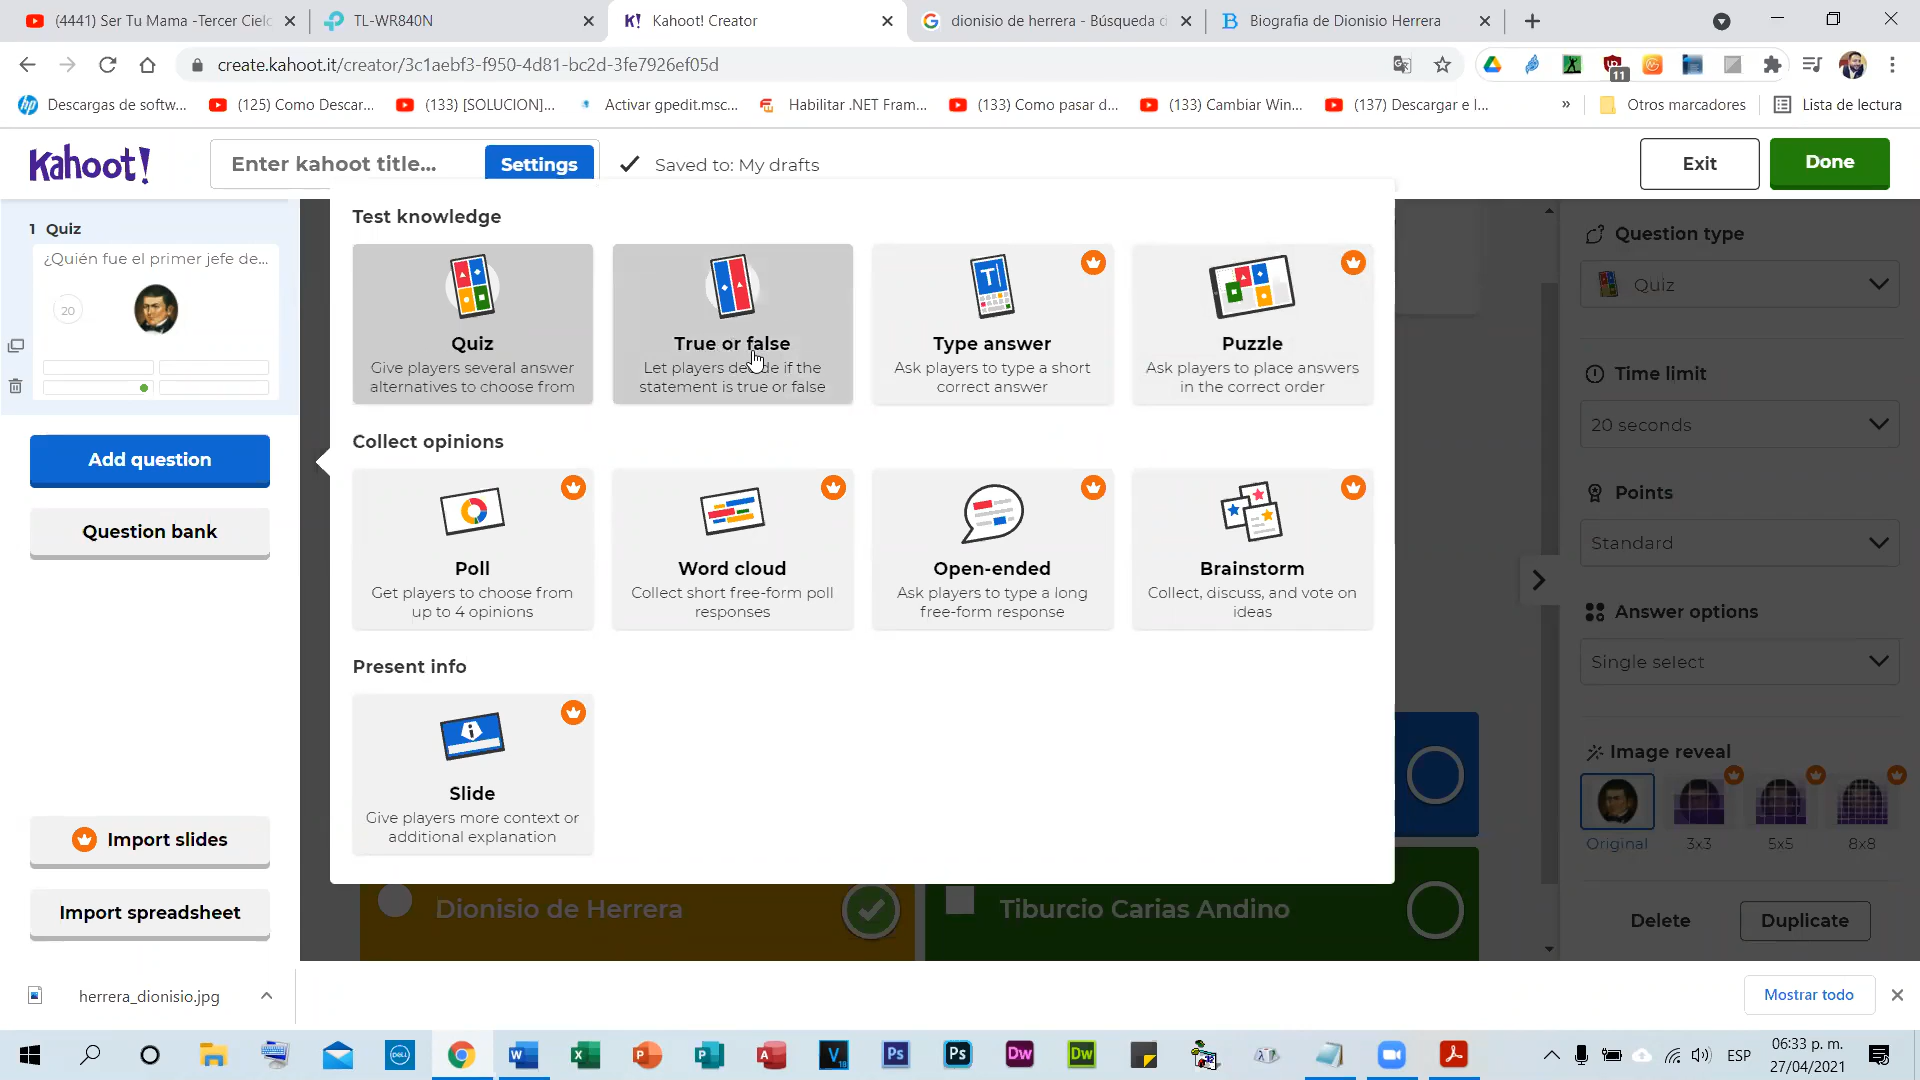 (4441) Ser Tu Mama -Tercer Ciel
TL-WR840N
K! Kahoot! Creator
dionisio de herrera - Búsqueda
Biografia de Dionisio Herrera
create.kahoot.it/creator/3c1aebf3-f950-4d81-bc2d-3fe7926ef05d
11
Descargas de softw...
(125) Como Descar...
(133) [SOLUCION]...
Activar gpedit.msc...
Habilitar .NET Fram...
(133) Como pasar d...
(133) Cambiar Win...
(137) Descargar e I...
»
Otros marcadores
Lista de lectura
Kahoot!
Enter kahoot title...
Settings
Saved to: My drafts
Exit
Done
1 Quiz
¿Quién fue el primer jefe de...
20
Add question
Question bank
Import slides
Import spreadsheet
Test knowledge
Quiz
Give players several answer
alternatives to choose from
True or false
Let players decide if the
statement is true or false
Type answer
Ask players to type a short
correct answer
Puzzle
Ask players to place answers
in the correct order
Collect opinions
Poll
Get players to choose from
up to 4 opinions
Word cloud
Collect short free-form poll
responses
Open-ended
Ask players to type a long
free-form response
Brainstorm
Collect, discuss, and vote on
ideas
Present info
Slide
Give players more context or
additional explanation
Dionisio de Herrera
Tiburcio Carias Andino
Question type
Quiz
Time limit
20 seconds
Points
Standard
Answer options
Single select
Image reveal
Original
3x3
5x5
8x8
Delete
Duplicate
herrera_dionisio.jpg
Mostrar todo
ESP
06:33 p. m.
27/04/2021